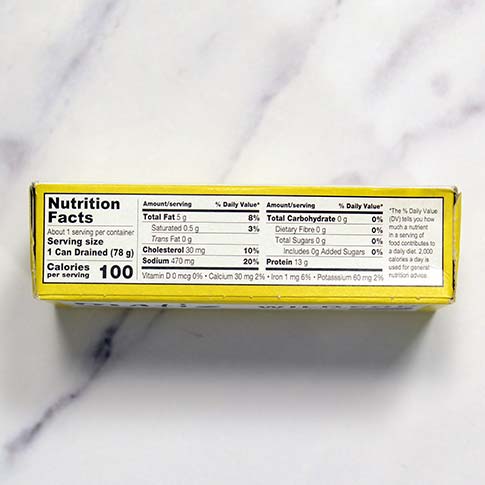 Nutrition
Facts
About 1 serving per container
Serving size
1 Can Drained (78 g)
Calories
per serving 100
Amount/serving % Daily Value*
Total Fat 5 g 8%
Saturated 0.5 g 3%
Trans Fat 0 g
Cholesterol 30 mg 10%
Sodium 470 mg 20%
Amount/serving % Daily Value*
Total Carbohydrate 0 g 0%
Dietary Fibre 0 g 0%
Total Sugars 0 g 0%
Includes 0g Added Sugars 0%
Protein 13 g
Vitamin D 0 mcg 0% • Calcium 30 mg 2% • Iron 1 mg 6% • Potasssium 60 mg 2%
*The % Daily Value
(DV) tells you how
much a nutrient
in a serving of
food contributes to
a daily diet. 2,000
calories a day is
used for general
nutrition advice.